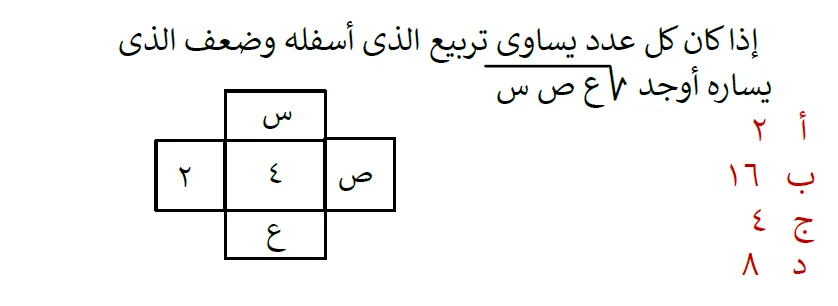 إذا كان كل عدد يساوى تربيع الذى أسفله وضعف الذى
يساره أوجد √ع ص س
أ ٢
ب ١٦
ج ٤
د ٨
س
ص ٤ ٢
ع